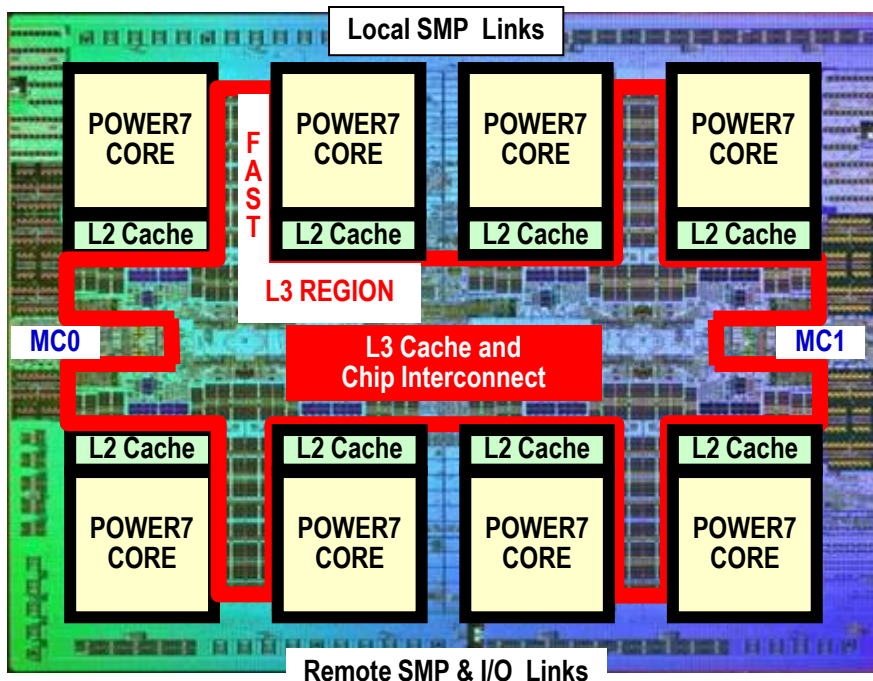 Local SMP Links
POWER7
CORE
POWER7
CORE
POWER7
CORE
POWER7
CORE
FAST
L2 Cache
L2 Cache
L2 Cache
L2 Cache
L3 REGION
MC0
L3 Cache and
Chip Interconnect
MC1
L2 Cache
L2 Cache
L2 Cache
L2 Cache
POWER7
CORE
POWER7
CORE
POWER7
CORE
POWER7
CORE
Remote SMP & I/O Links